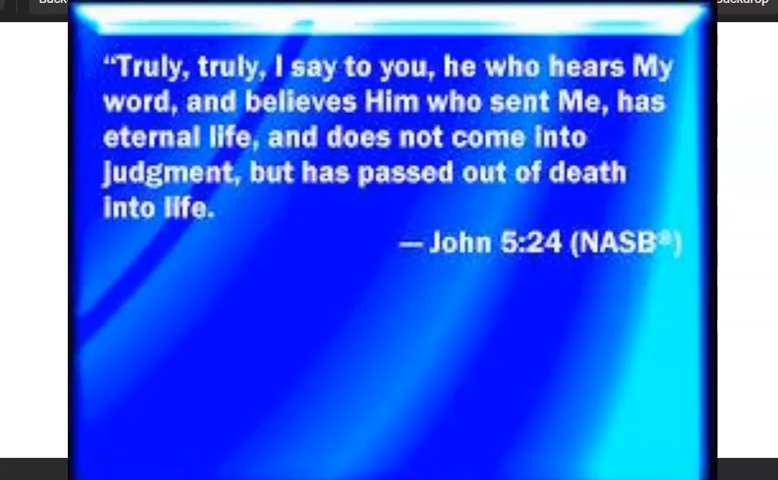 “Truly, truly, I say to you, he who hears My
word, and believes Him who sent Me, has
eternal life, and does not come into
judgment, but has passed out of death
into life.
— John 5:24 (NASB®)